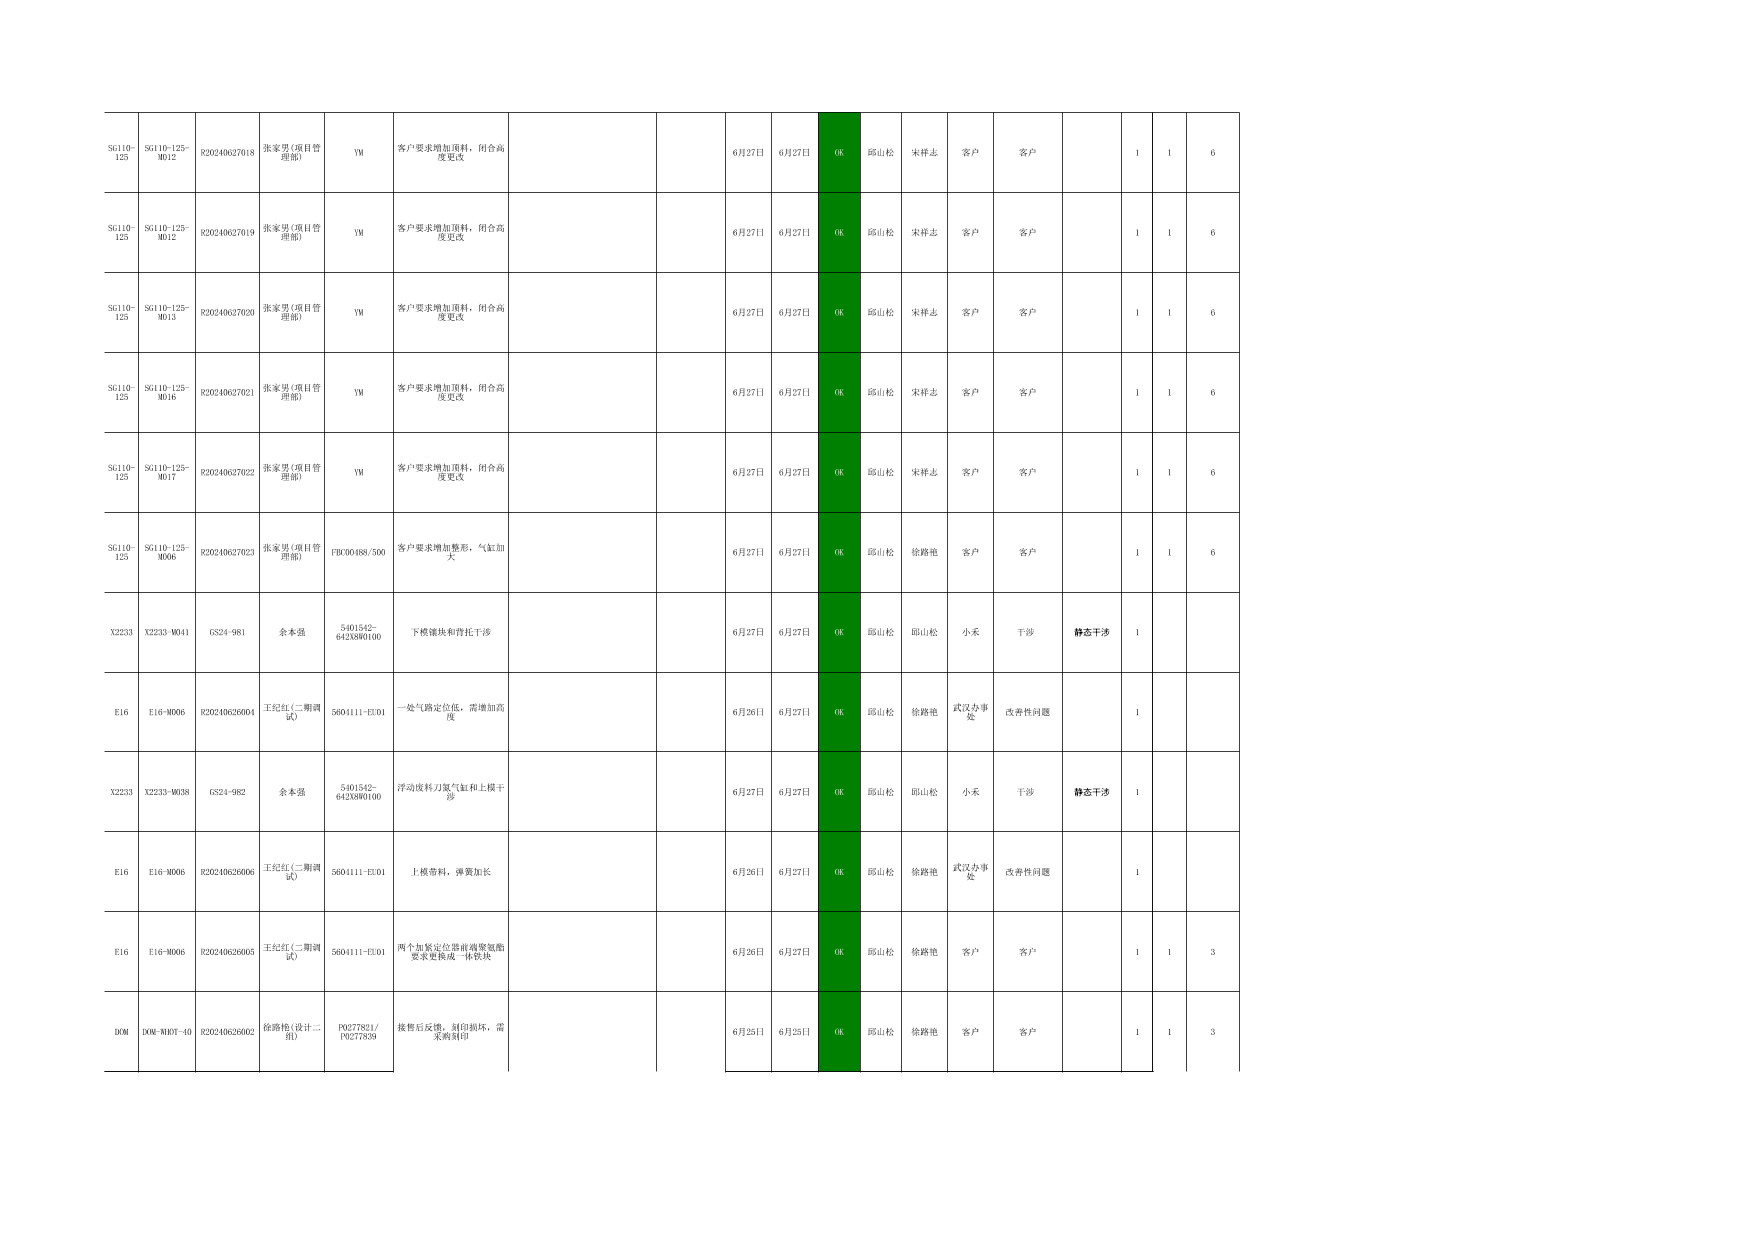 SG110-125 SG110-125-M012 R20240627018 张家男(项目管理部) YM 客户要求增加顶料，闭合高度更改 6月27日 6月27日 OK 邱山松 宋祥志 客户 客户 1 1 6
SG110-125 SG110-125-M012 R20240627019 张家男(项目管理部) YM 客户要求增加顶料，闭合高度更改 6月27日 6月27日 OK 邱山松 宋祥志 客户 客户 1 1 6
SG110-125 SG110-125-M013 R20240627020 张家男(项目管理部) YM 客户要求增加顶料，闭合高度更改 6月27日 6月27日 OK 邱山松 宋祥志 客户 客户 1 1 6
SG110-125 SG110-125-M016 R20240627021 张家男(项目管理部) YM 客户要求增加顶料，闭合高度更改 6月27日 6月27日 OK 邱山松 宋祥志 客户 客户 1 1 6
SG110-125 SG110-125-M017 R20240627022 张家男(项目管理部) YM 客户要求增加顶料，闭合高度更改 6月27日 6月27日 OK 邱山松 宋祥志 客户 客户 1 1 6
SG110-125 SG110-125-M006 R20240627023 张家男(项目管理部) FBC00488/500 客户要求增加整形，气缸加大 6月27日 6月27日 OK 邱山松 徐路艳 客户 客户 1 1 6
X2233 X2233-M041 GS24-981 余本强 5401542-642X8W0100 下模镶块和背托干涉 6月27日 6月27日 OK 邱山松 邱山松 小禾 干涉 静态干涉 1
E16 E16-M006 R20240626004 王纪红(二期调试) 5604111-EU01 一处气路定位低，需增加高度 6月26日 6月27日 OK 邱山松 徐路艳 武汉办事处 改善性问题 1
X2233 X2233-M038 GS24-982 余本强 5401542-642X8W0100 浮动废料刀氮气缸和上模干涉 6月27日 6月27日 OK 邱山松 邱山松 小禾 干涉 静态干涉 1
E16 E16-M006 R20240626006 王纪红(二期调试) 5604111-EU01 上模带料，弹簧加长 6月26日 6月27日 OK 邱山松 徐路艳 武汉办事处 改善性问题 1
E16 E16-M006 R20240626005 王纪红(二期调试) 5604111-EU01 两个加紧定位器前端聚氨酯要求更换成一体铁块 6月26日 6月27日 OK 邱山松 徐路艳 客户 客户 1 1 3
DOM DOM-WHOT-40 R20240626002 徐路艳(设计二组) P0277821/P0277839 接售后反馈，刻印损坏，需采购刻印 6月25日 6月25日 OK 邱山松 徐路艳 客户 客户 1 1 3